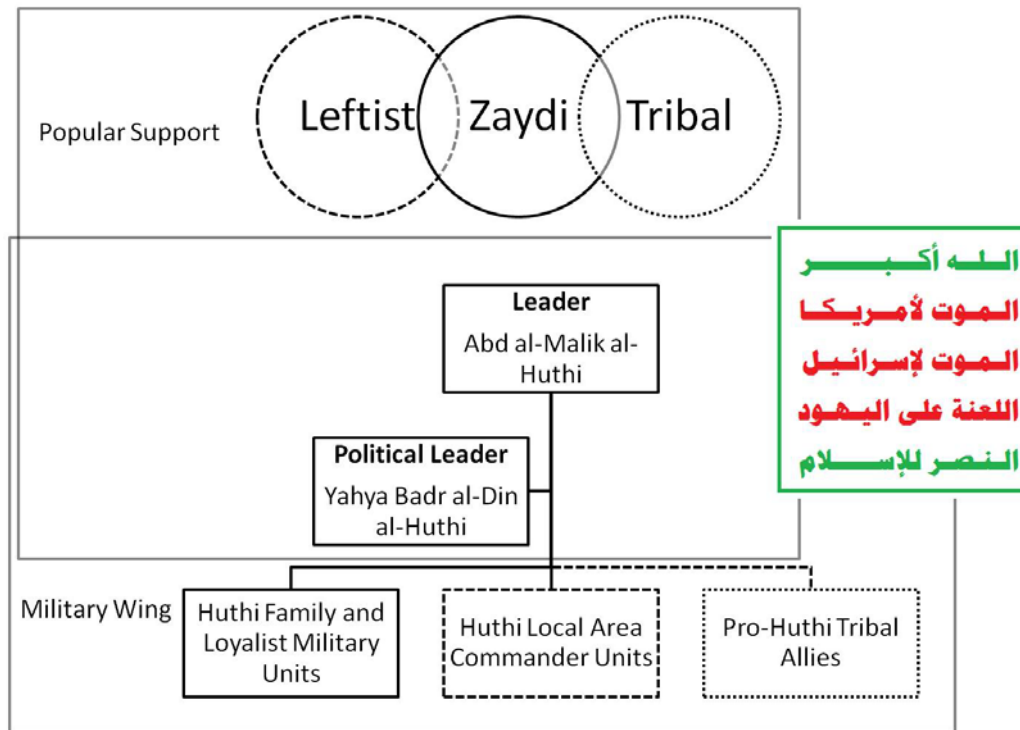 Leftist Zaydi Tribal
Popular Support
الله أكبر
الموت لأمريكا
الموت لإسرائيل
اللعنة على اليهود
النصر للإسلام
Leader
Abd al-Malik al-
Huthi
Political Leader
Yahya Badr al-Din
al-Huthi
Military Wing
Huthi Family and
Loyalist Military
Units
Huthi Local Area
Commander Units
Pro-Huthi Tribal
Allies